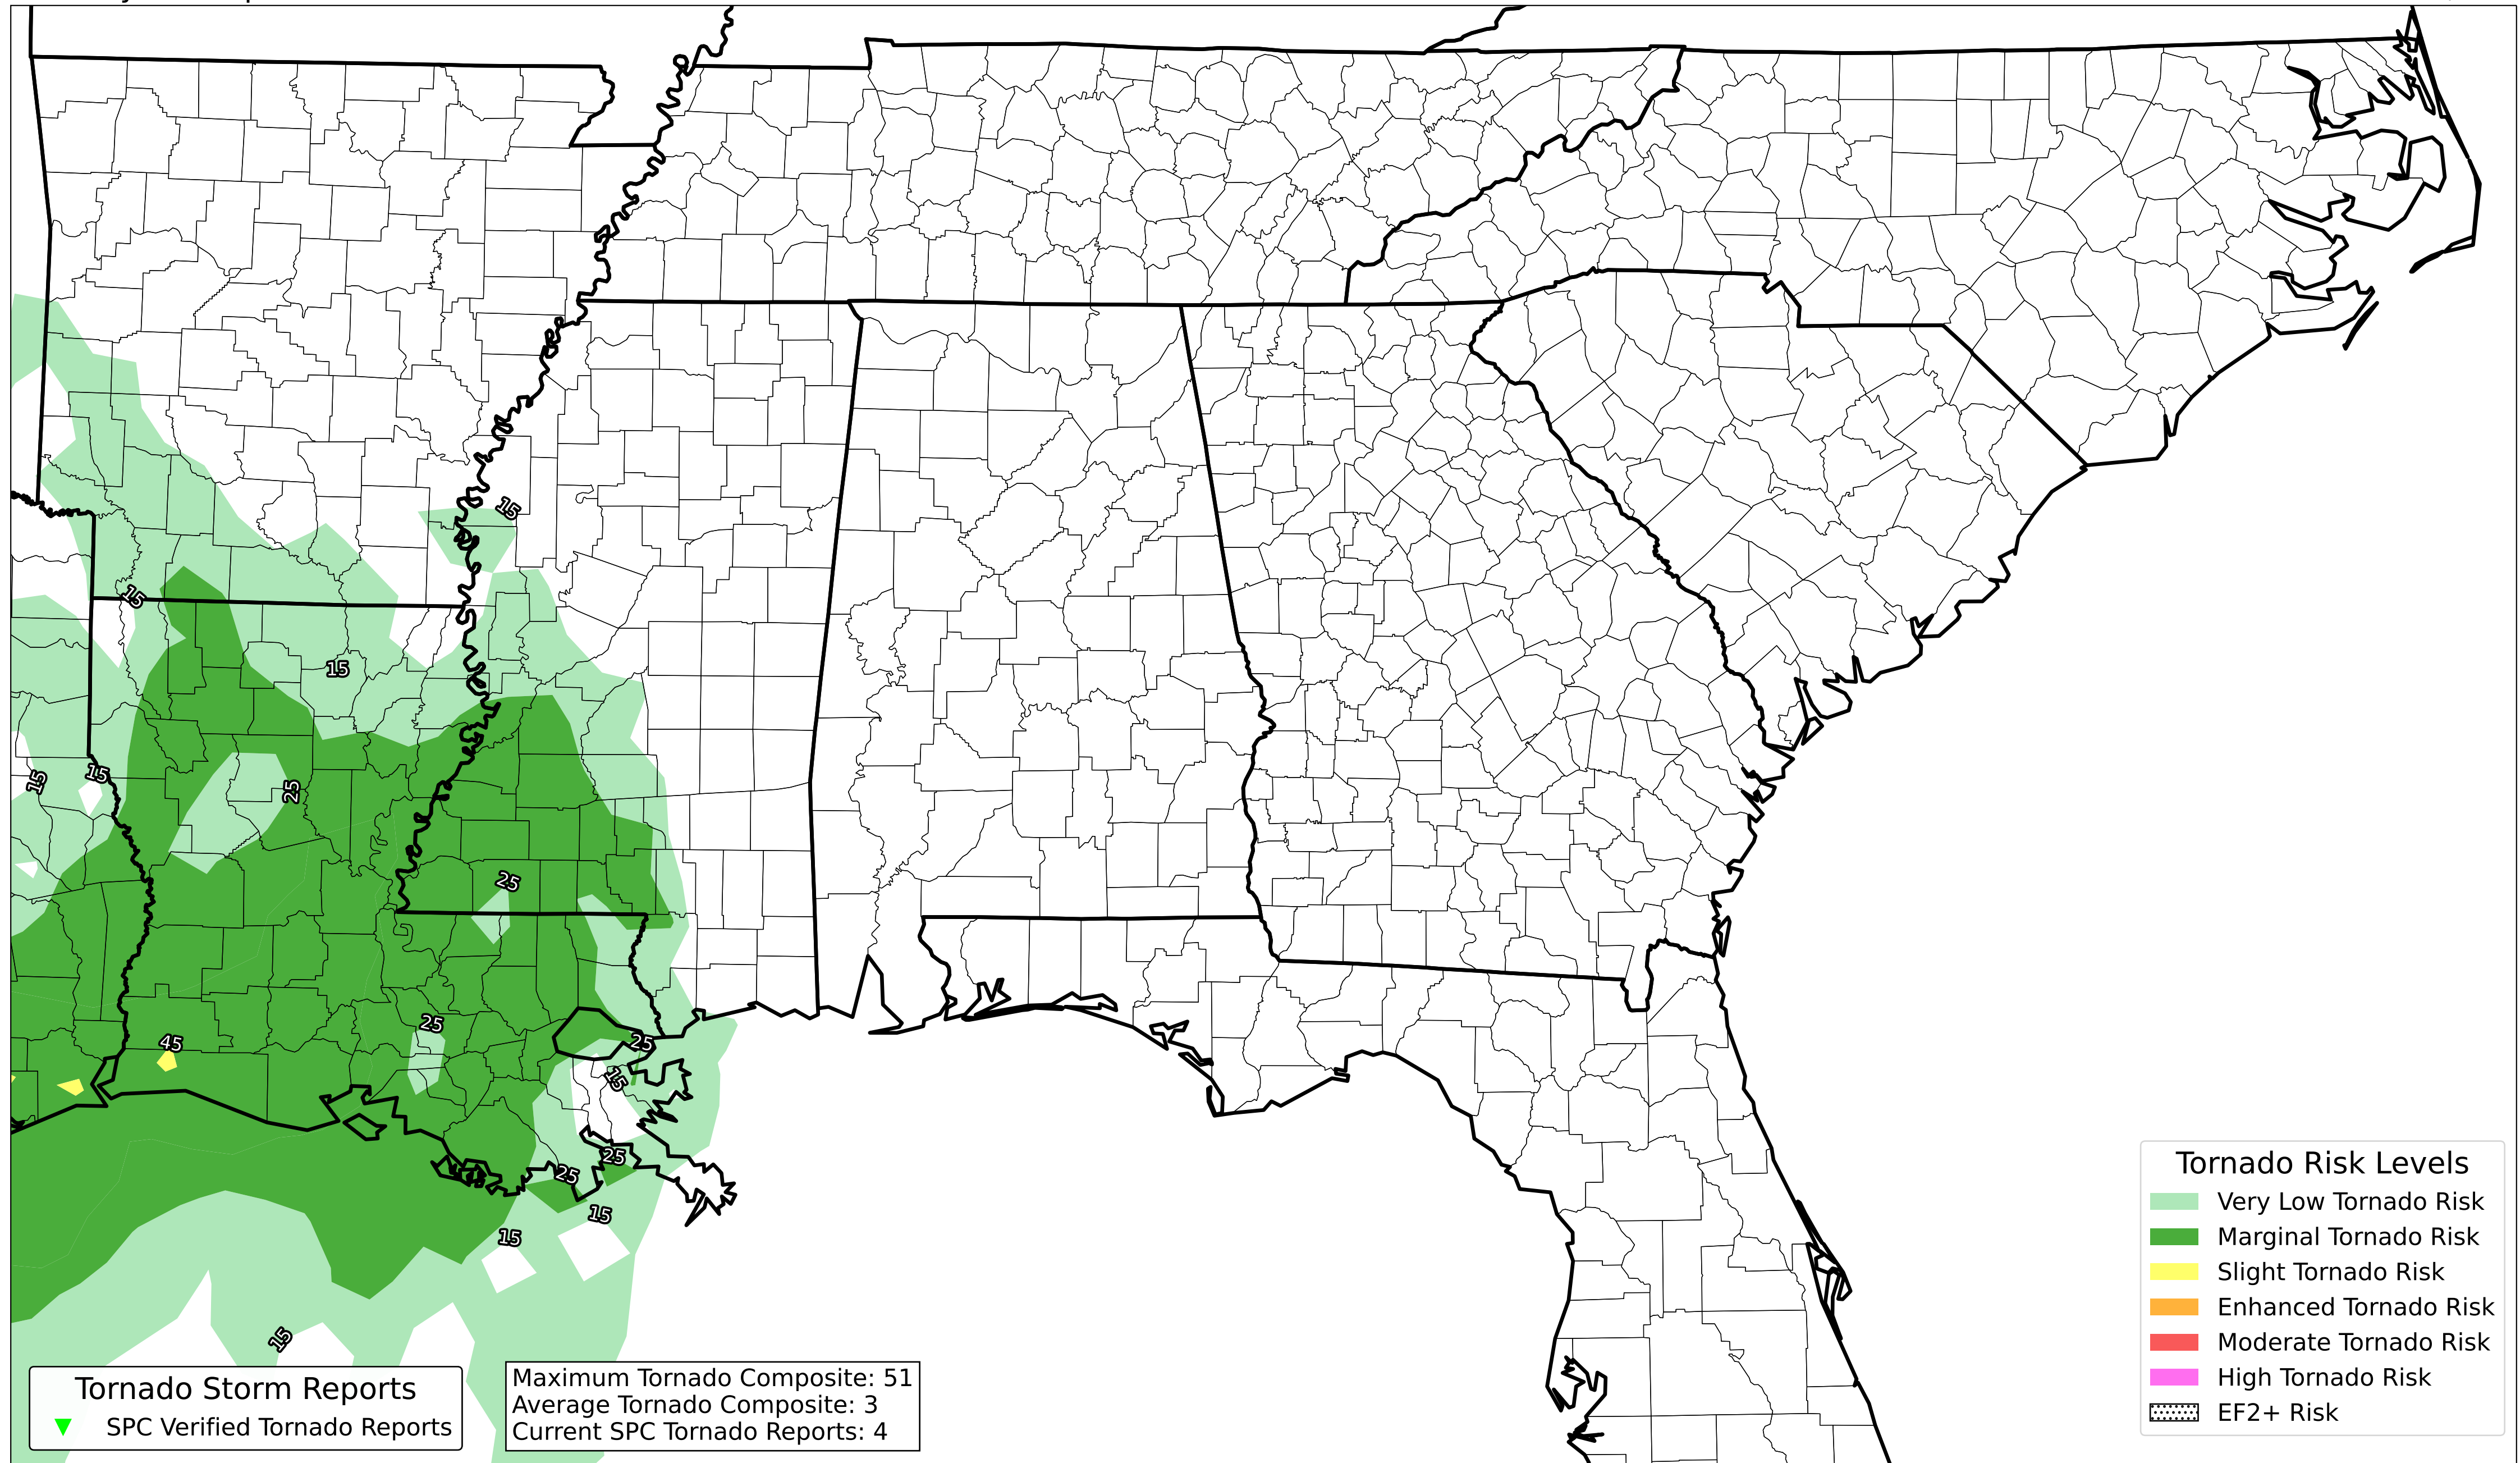 15
15
15
15
15
25
25
45
25
25
15
25
25
15
15
15
Tornado Risk Levels
Very Low Tornado Risk
Marginal Tornado Risk
Slight Tornado Risk
Enhanced Tornado Risk
Moderate Tornado Risk
High Tornado Risk
EF2+ Risk
Tornado Storm Reports
SPC Verified Tornado Reports
Maximum Tornado Composite: 51
Average Tornado Composite: 3
Current SPC Tornado Reports: 4